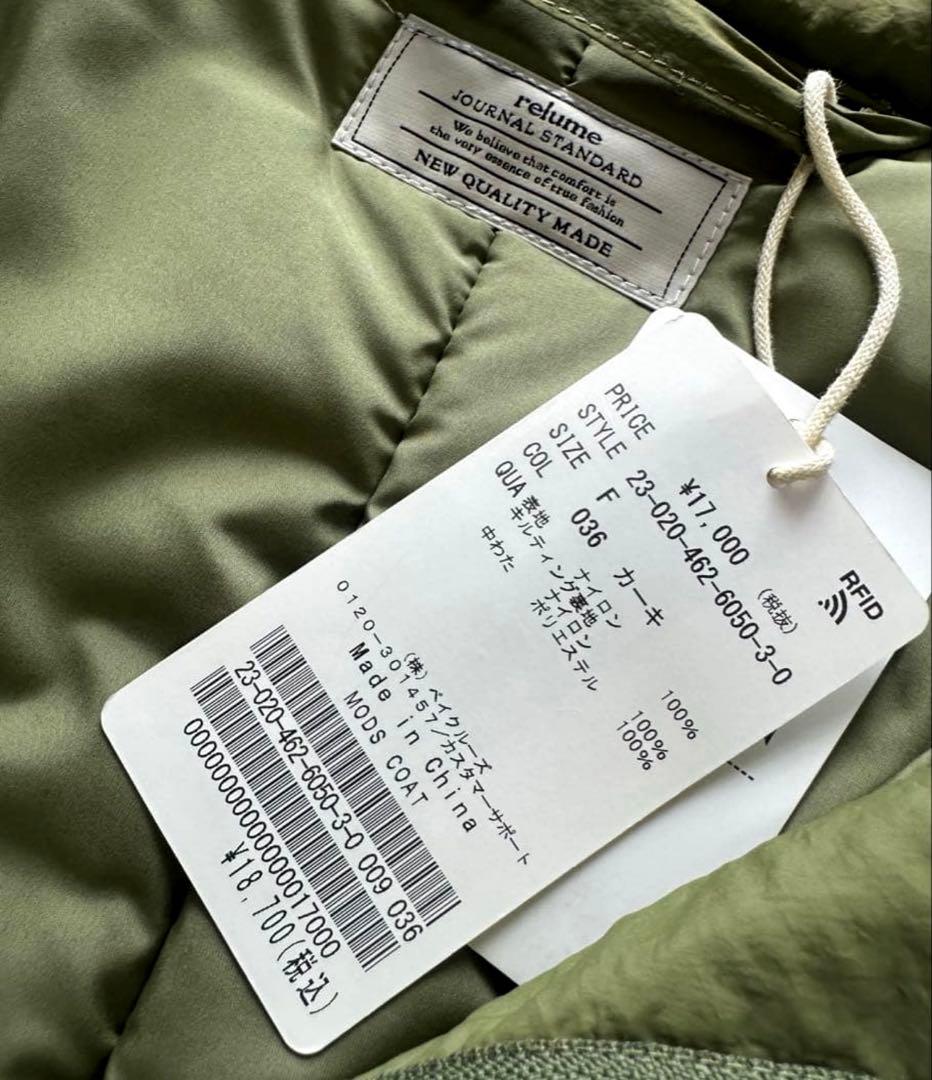 relume
JOURNAL STANDARD
We believe that comfort is
the very essence of true fashion
NEW QUALITY MADE
RFID
PRICE ¥17,000 (税抜)
STYLE 23-020-462-6050-3-0
SIZE F
COL 036 カーキ
QUA 表地 ナイロン 100%
キルティング表地
ナイロン 100%
中わた ポリエステル 100%
(株)ベイクルーズ
0120-301457/カスタマーサポート
Made in China
MODS COAT
23-020-462-6050-3-0 009 036
0000000000000017000
¥18,700(税込)